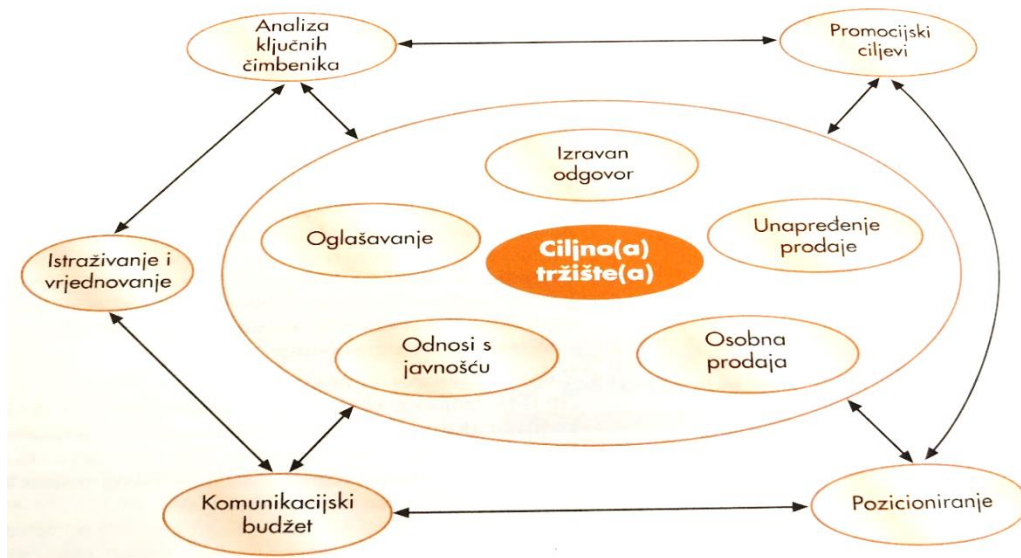 Analiza
ključnih
čimbenika
Promocijski
ciljevi
Izravan
odgovor
Oglašavanje
Unapređenje
prodaje
Ciljno(a)
tržište(a)
Istraživanje i
vrjednovanje
Odnosi s
javnošću
Osobna
prodaja
Komunikacijski
budžet
Pozicioniranje